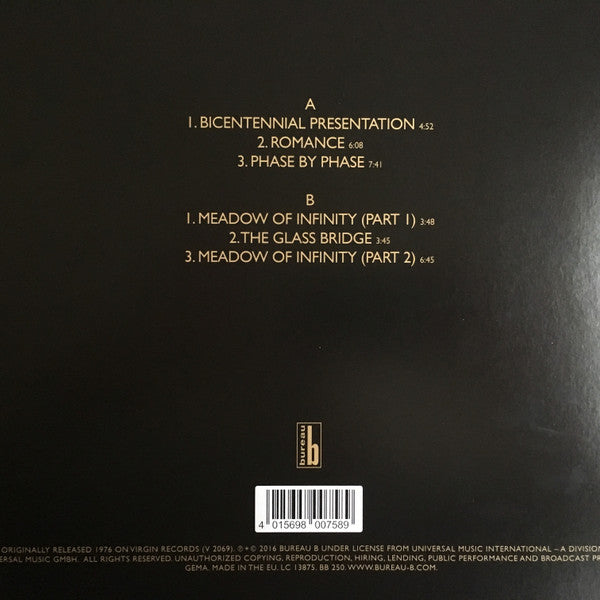 A
1. BICENTENNIAL PRESENTATION 4:52
2. ROMANCE 6:08
3. PHASE BY PHASE 7:41
B
1. MEADOW OF INFINITY (PART 1) 3:48
2. THE GLASS BRIDGE 3:45
3. MEADOW OF INFINITY (PART 2) 6:45
bureau b
4 015698 007589
ORIGINALLY RELEASED 1976 ON VIRGIN RECORDS (V 2069). ℗+© 2016 BUREAU B UNDER LICENSE FROM UNIVERSAL MUSIC INTERNATIONAL – A DIVISION
ERSAL MUSIC GMBH. ALL RIGHTS RESERVED. UNAUTHORIZED COPYING, REPRODUCTION, HIRING, LENDING, PUBLIC PERFORMANCE AND BROADCAST PR
GEMA. MADE IN THE EU. LC 13875. BB 250. WWW.BUREAU-B.COM.